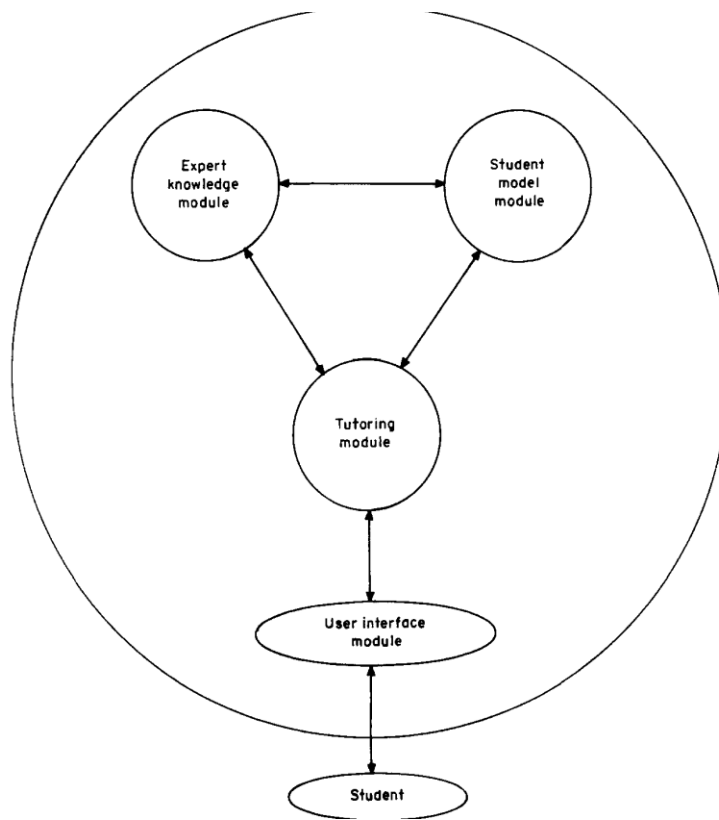 Expert
knowledge
module
Student
model
module
Tutoring
module
User interface
module
Student